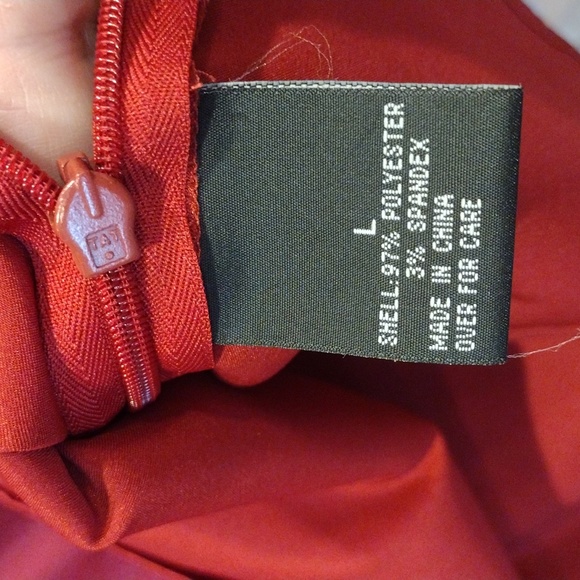 L
SHELL: 97% POLYESTER
3% SPANDEX
MADE IN CHINA
OVER FOR CARE